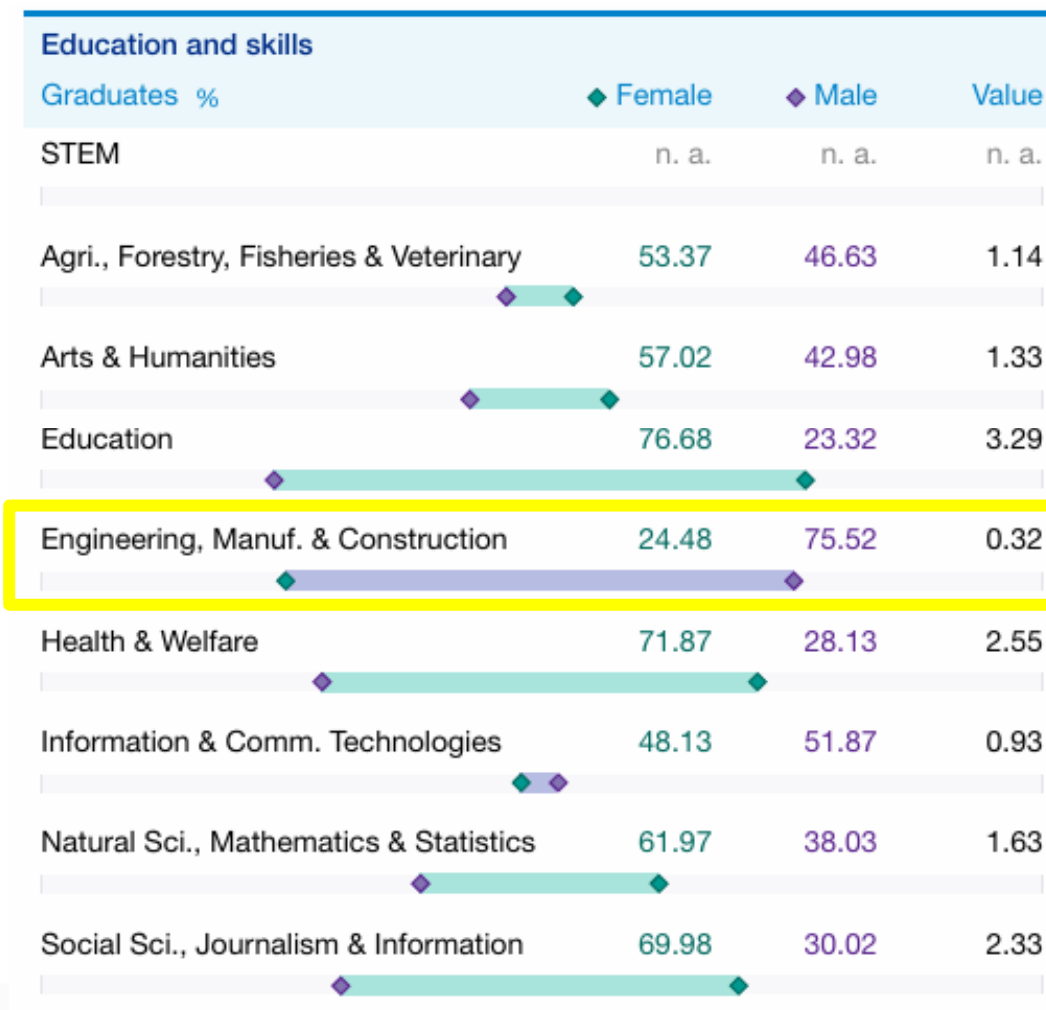 Education and skills
Graduates % ◆ Female ◆ Male Value
STEM n. a. n. a. n. a.
Agri., Forestry, Fisheries & Veterinary 53.37 46.63 1.14
Arts & Humanities 57.02 42.98 1.33
Education 76.68 23.32 3.29
Engineering, Manuf. & Construction 24.48 75.52 0.32
Health & Welfare 71.87 28.13 2.55
Information & Comm. Technologies 48.13 51.87 0.93
Natural Sci., Mathematics & Statistics 61.97 38.03 1.63
Social Sci., Journalism & Information 69.98 30.02 2.33